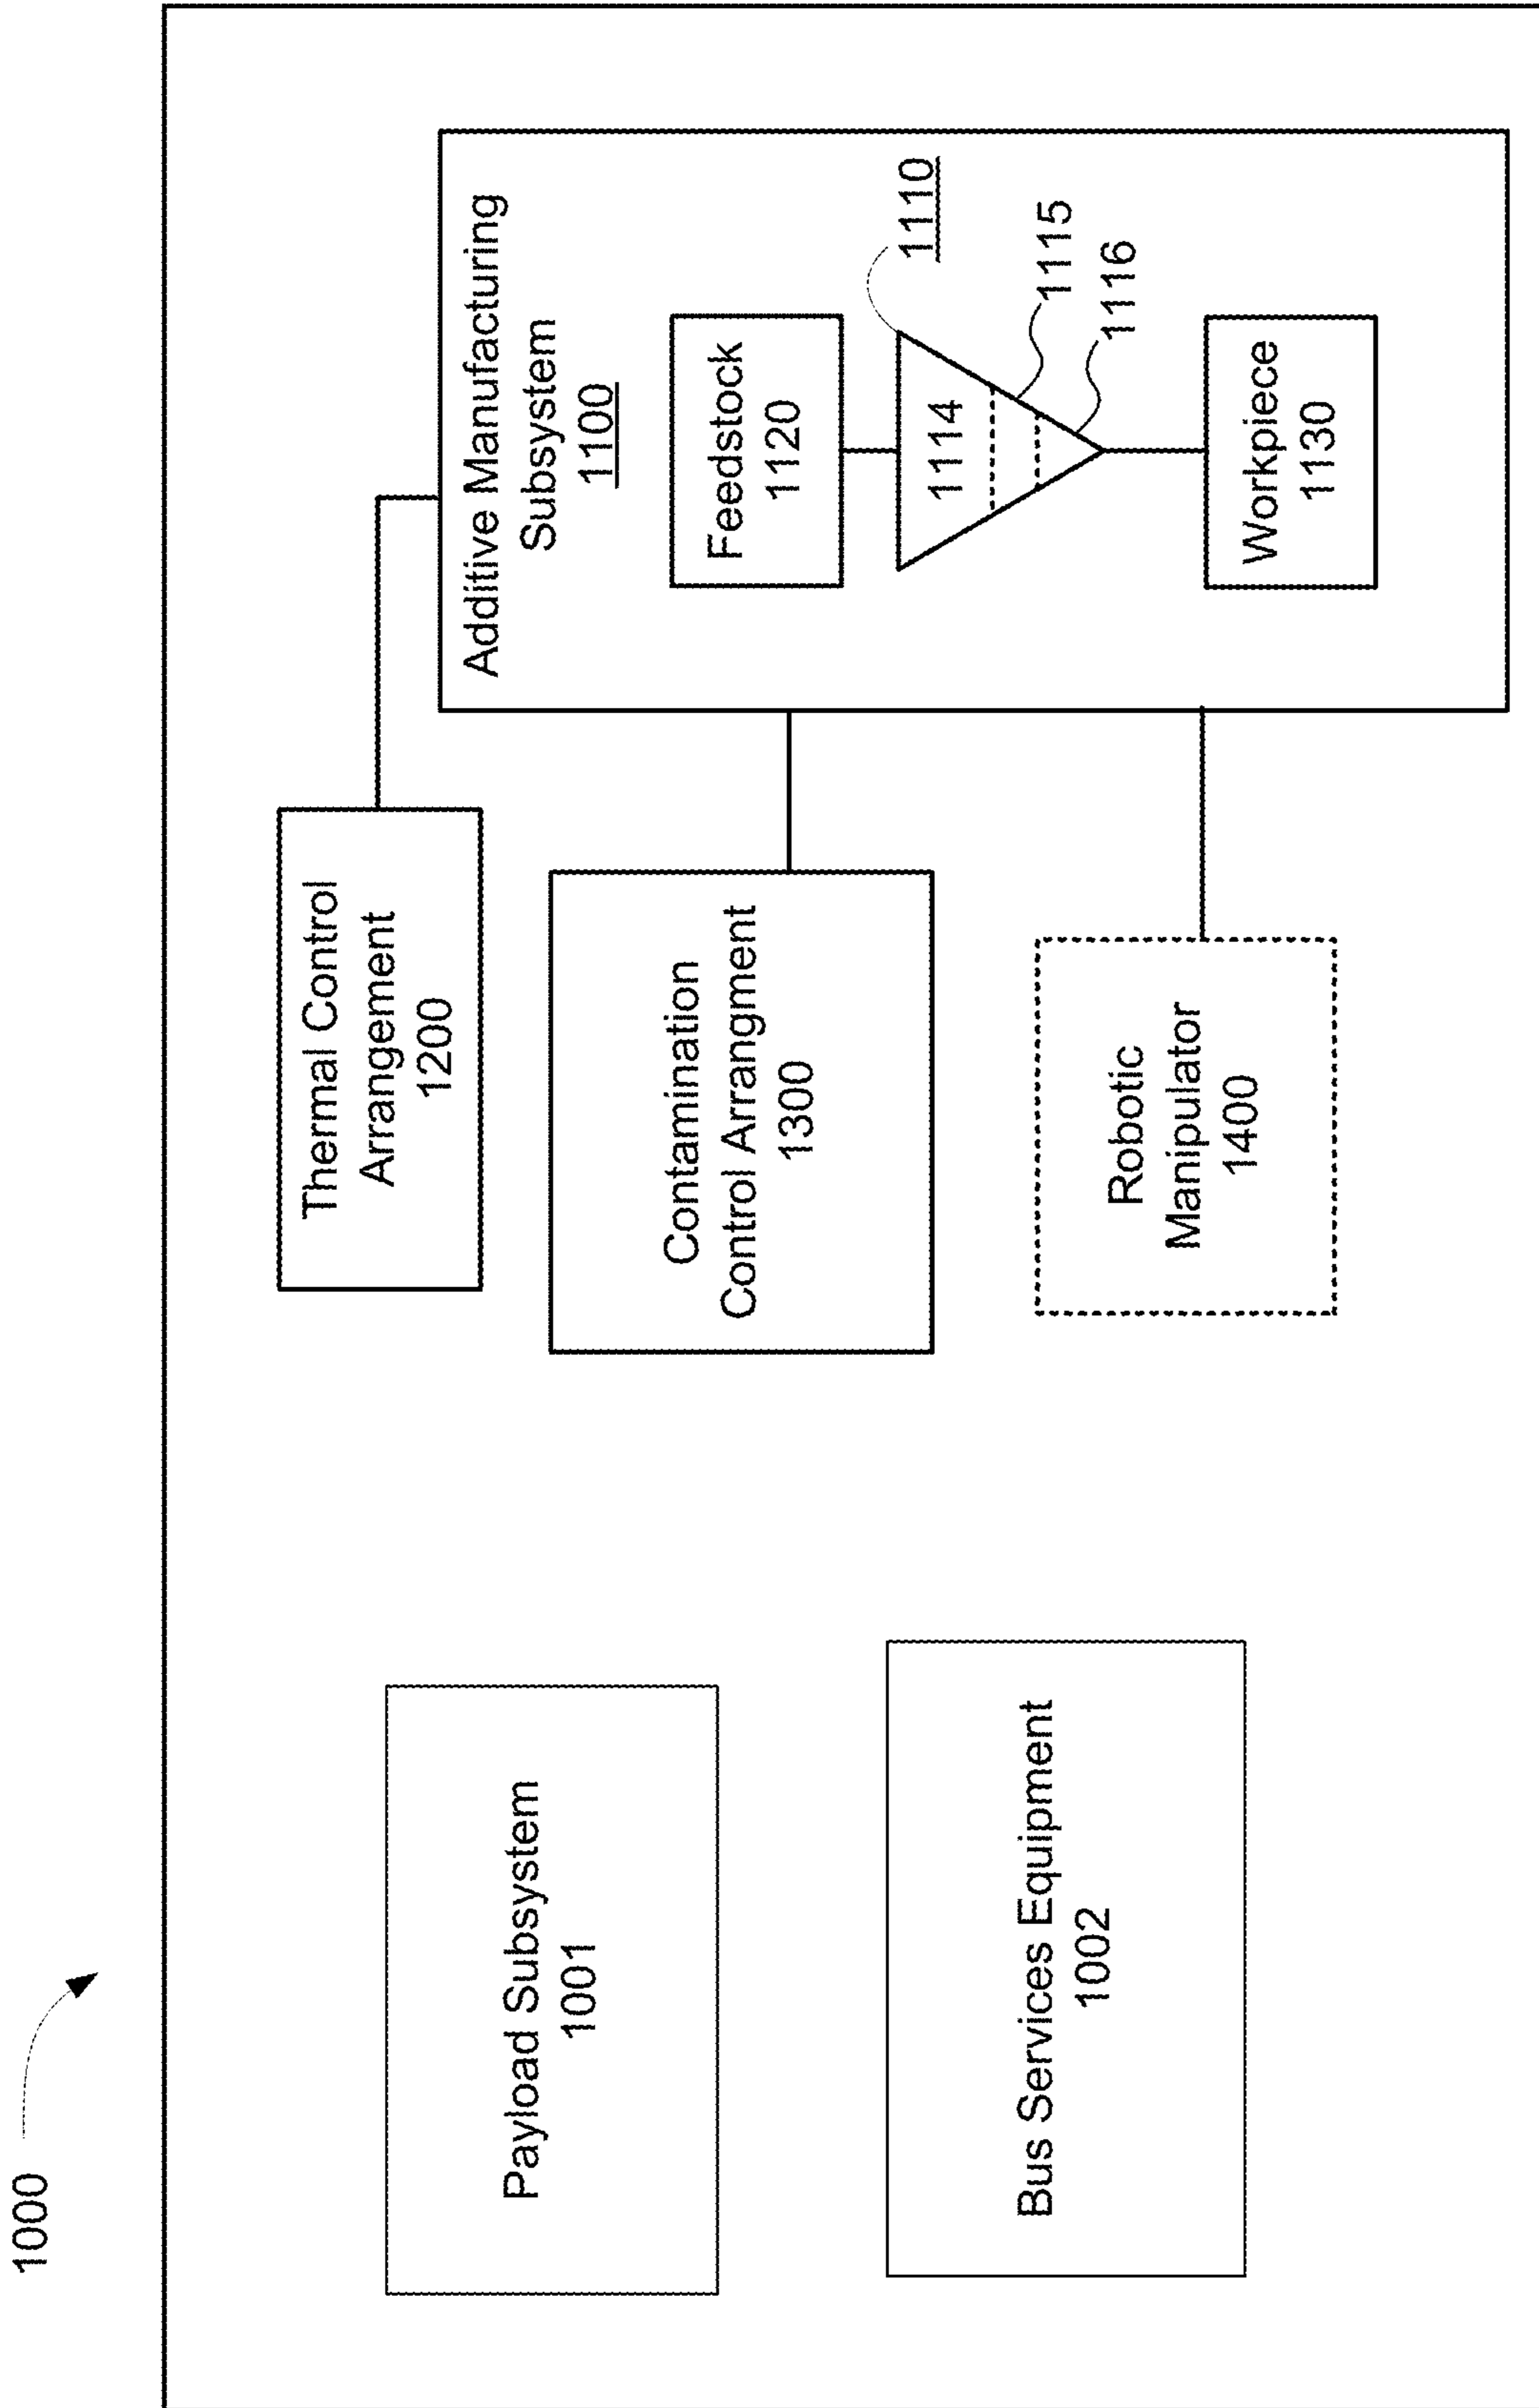 1000
Payload Subsystem
1001
Bus Services Equipment
1002
Thermal Control
Arrangement
1200
Contamination
Control Arrangment
1300
Robotic
Manipulator
1400
Additive Manufacturing
Subsystem
1100
Feedstock
1120
1110
1114
1115
1116
Workpiece
1130